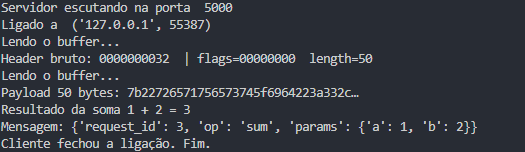 Servidor escutando na porta  5000
Ligado a  ('127.0.0.1', 55387)
Lendo o buffer...
Header bruto: 0000000032  | flags=00000000  length=50
Lendo o buffer...
Payload 50 bytes: 7b22726571756573745f6964223a332c…
Resultado da soma 1 + 2 = 3
Mensagem: {'request_id': 3, 'op': 'sum', 'params': {'a': 1, 'b': 2}}
Cliente fechou a ligação. Fim.